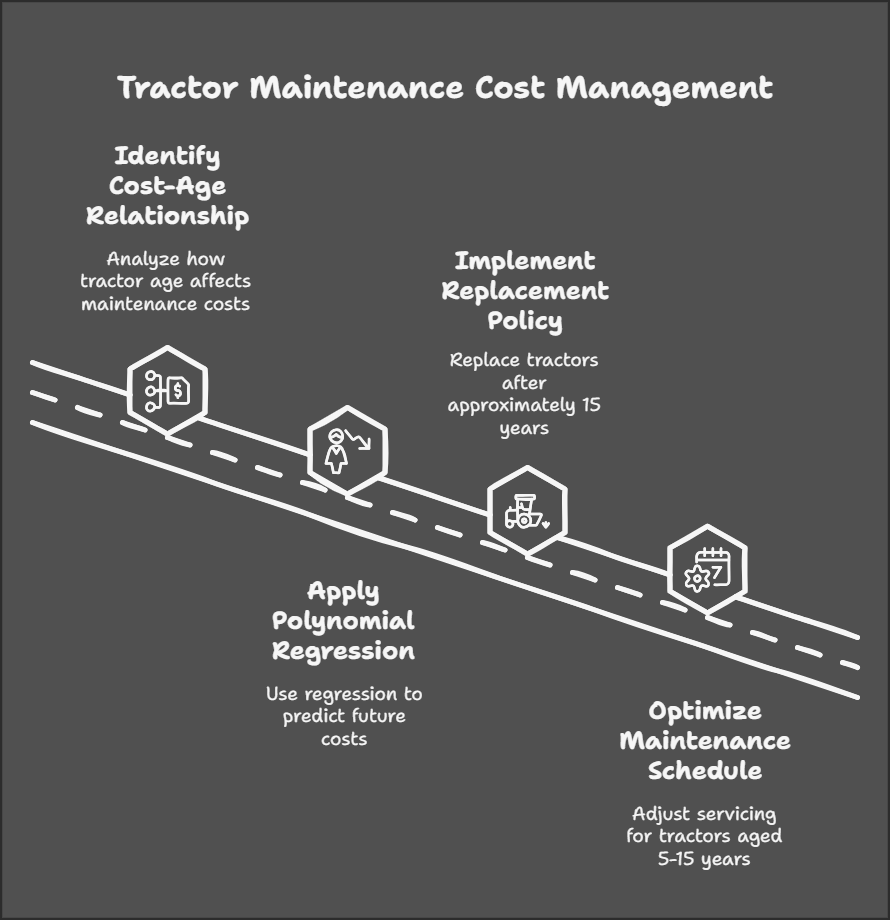 Tractor Maintenance Cost Management
Identify
Cost-Age
Relationship
Analyze how
tractor age affects
maintenance costs
Implement
Replacement
Policy
Replace tractors
after
approximately 15
years
$
7
Apply
Polynomial
Regression
Use regression to
predict future
costs
Optimize
Maintenance
Schedule
Adjust servicing
for tractors aged
5-15 years